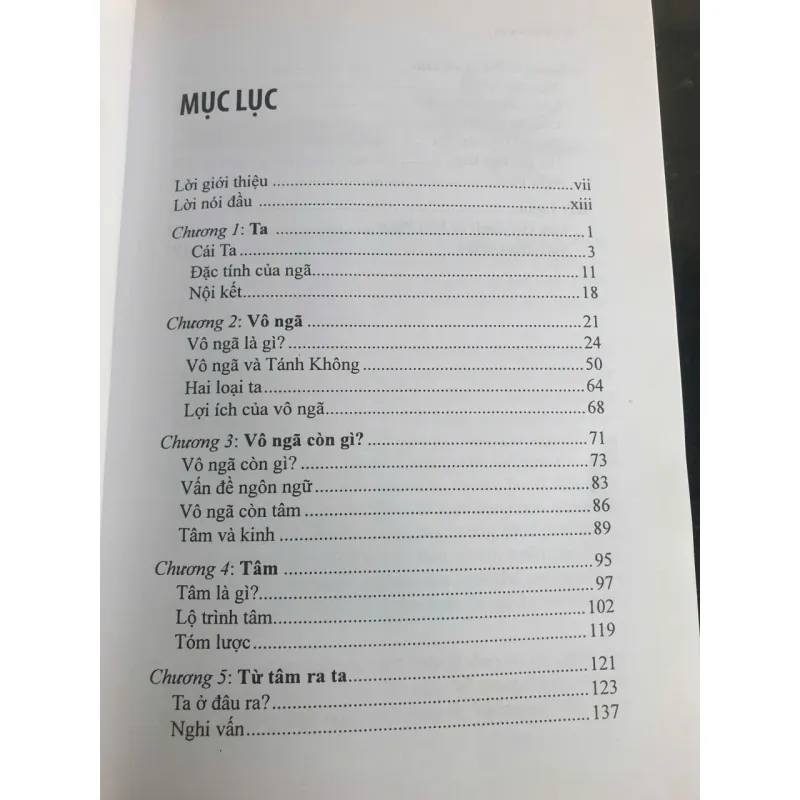 MỤC LỤC
Lời giới thiệu ................................................................vii
Lời nói đầu ................................................................xiii
Chương 1: Ta ................................................................1
Cái Ta ................................................................3
Đặc tính của ngã................................................................11
Nội kết................................................................18
Chương 2: Vô ngã ................................................................21
Vô ngã là gì? ................................................................24
Vô ngã và Tánh Không ................................................................50
Hai loại ta................................................................64
Lợi ích của vô ngã................................................................68
Chương 3: Vô ngã còn gì? ................................................................71
Vô ngã còn gì? ................................................................73
Vấn đề ngôn ngữ................................................................83
Vô ngã còn tâm ................................................................86
Tâm và kinh ................................................................89
Chương 4: Tâm ................................................................95
Tâm là gì?................................................................97
Lộ trình tâm................................................................102
Tóm lược................................................................119
Chương 5: Từ tâm ra ta................................................................121
Ta ở đâu ra?................................................................123
Nghi vấn................................................................137